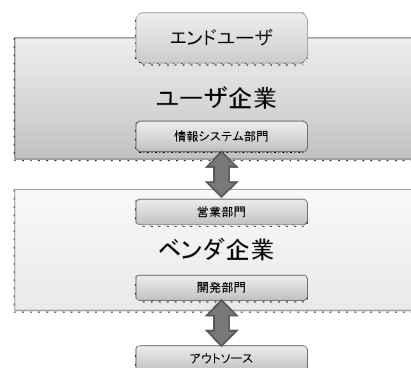 エンドユーザ
ユーザ企業
情報システム部門
営業部門
ベンダ企業
開発部門
アウトソース